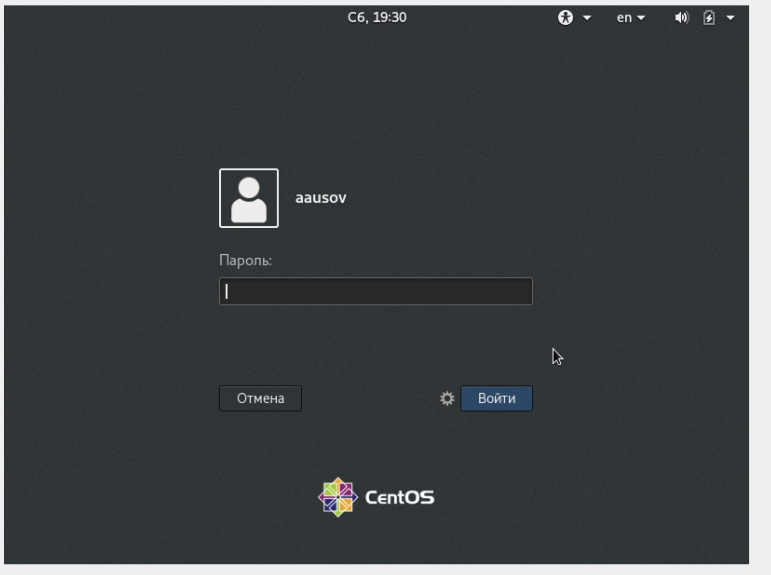 Сб, 19:30
en
aausov
Пароль:
Отмена
Войти
CentOS